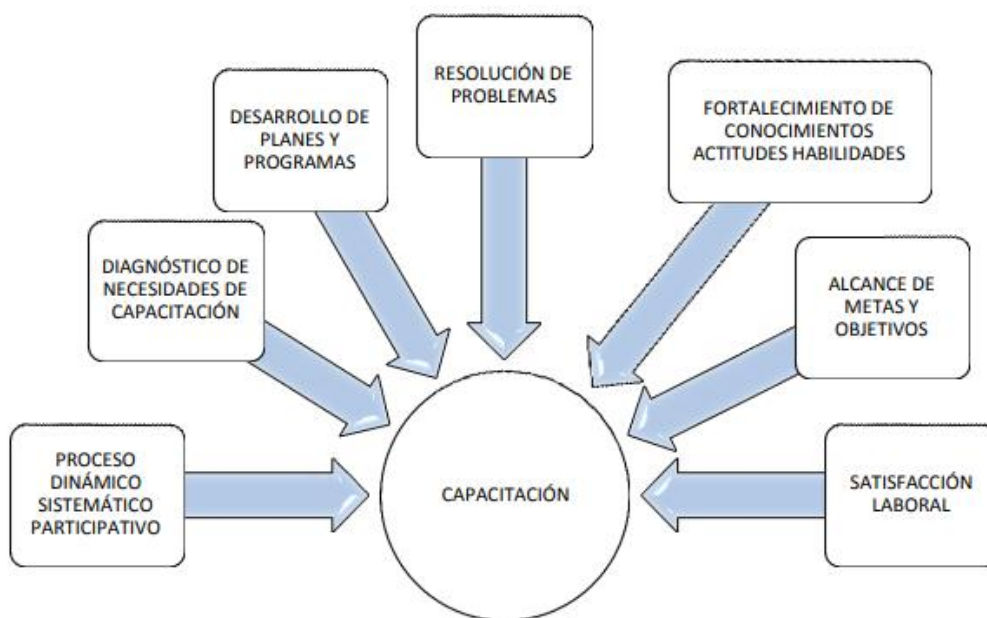 RESOLUCIÓN DE
PROBLEMAS
DESARROLLO DE
PLANES Y
PROGRAMAS
FORTALECIMIENTO DE
CONOCIMIENTOS
ACTITUDES HABILIDADES
DIAGNÓSTICO DE
NECESIDADES DE
CAPACITACIÓN
ALCANCE DE
METAS Y
OBJETIVOS
PROCESO
DINÁMICO
SISTEMÁTICO
PARTICIPATIVO
CAPACITACIÓN
SATISFACCIÓN
LABORAL